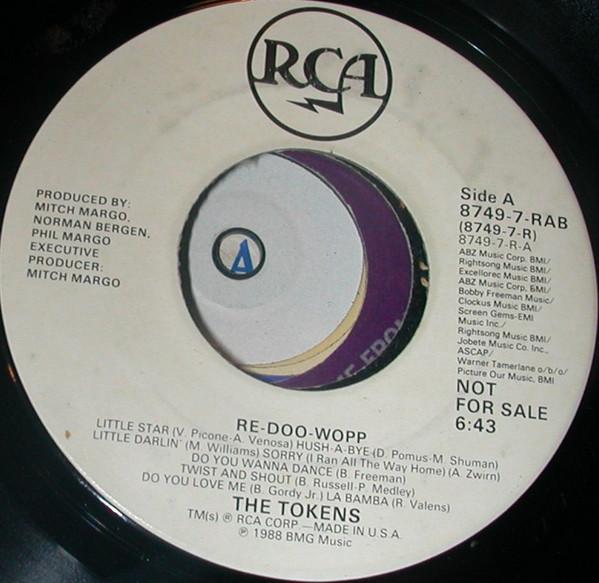 RCA
PRODUCED BY:
MITCH MARGO,
NORMAN BERGEN,
PHIL MARGO
EXECUTIVE
PRODUCER:
MITCH MARGO
Side A
8749-7-RAB
(8749-7-R)
8749-7-R-A
ABZ Music Corp. BMI/
Rightsong Music BMI/
Excellorec Music BMI/
ABZ Music Corp. BMI/
Bobby Freeman Music/
Clockus Music BMI/
Screen Gems-EMI
Music Inc./
Rightsong Music BMI/
Jobete Music Co. Inc.,
ASCAP/
Warner Tamerlane o/b/o/
Picture Our Music, BMI
NOT
FOR SALE
6:43
RE-DOO-WOPP
LITTLE STAR (V. Picone-A. Venosa) HUSH-A-BYE (D. Pomus-M. Shuman)
LITTLE DARLIN' (M. Williams) SORRY (I Ran All The Way Home) (A. Zwirn)
DO YOU WANNA DANCE (B. Freeman)
TWIST AND SHOUT (B. Russell-P. Medley)
DO YOU LOVE ME (B. Gordy Jr.) LA BAMBA (R. Valens)
THE TOKENS
TM(s) ® RCA CORP.—MADE IN U.S.A.
℗ 1988 BMG Music